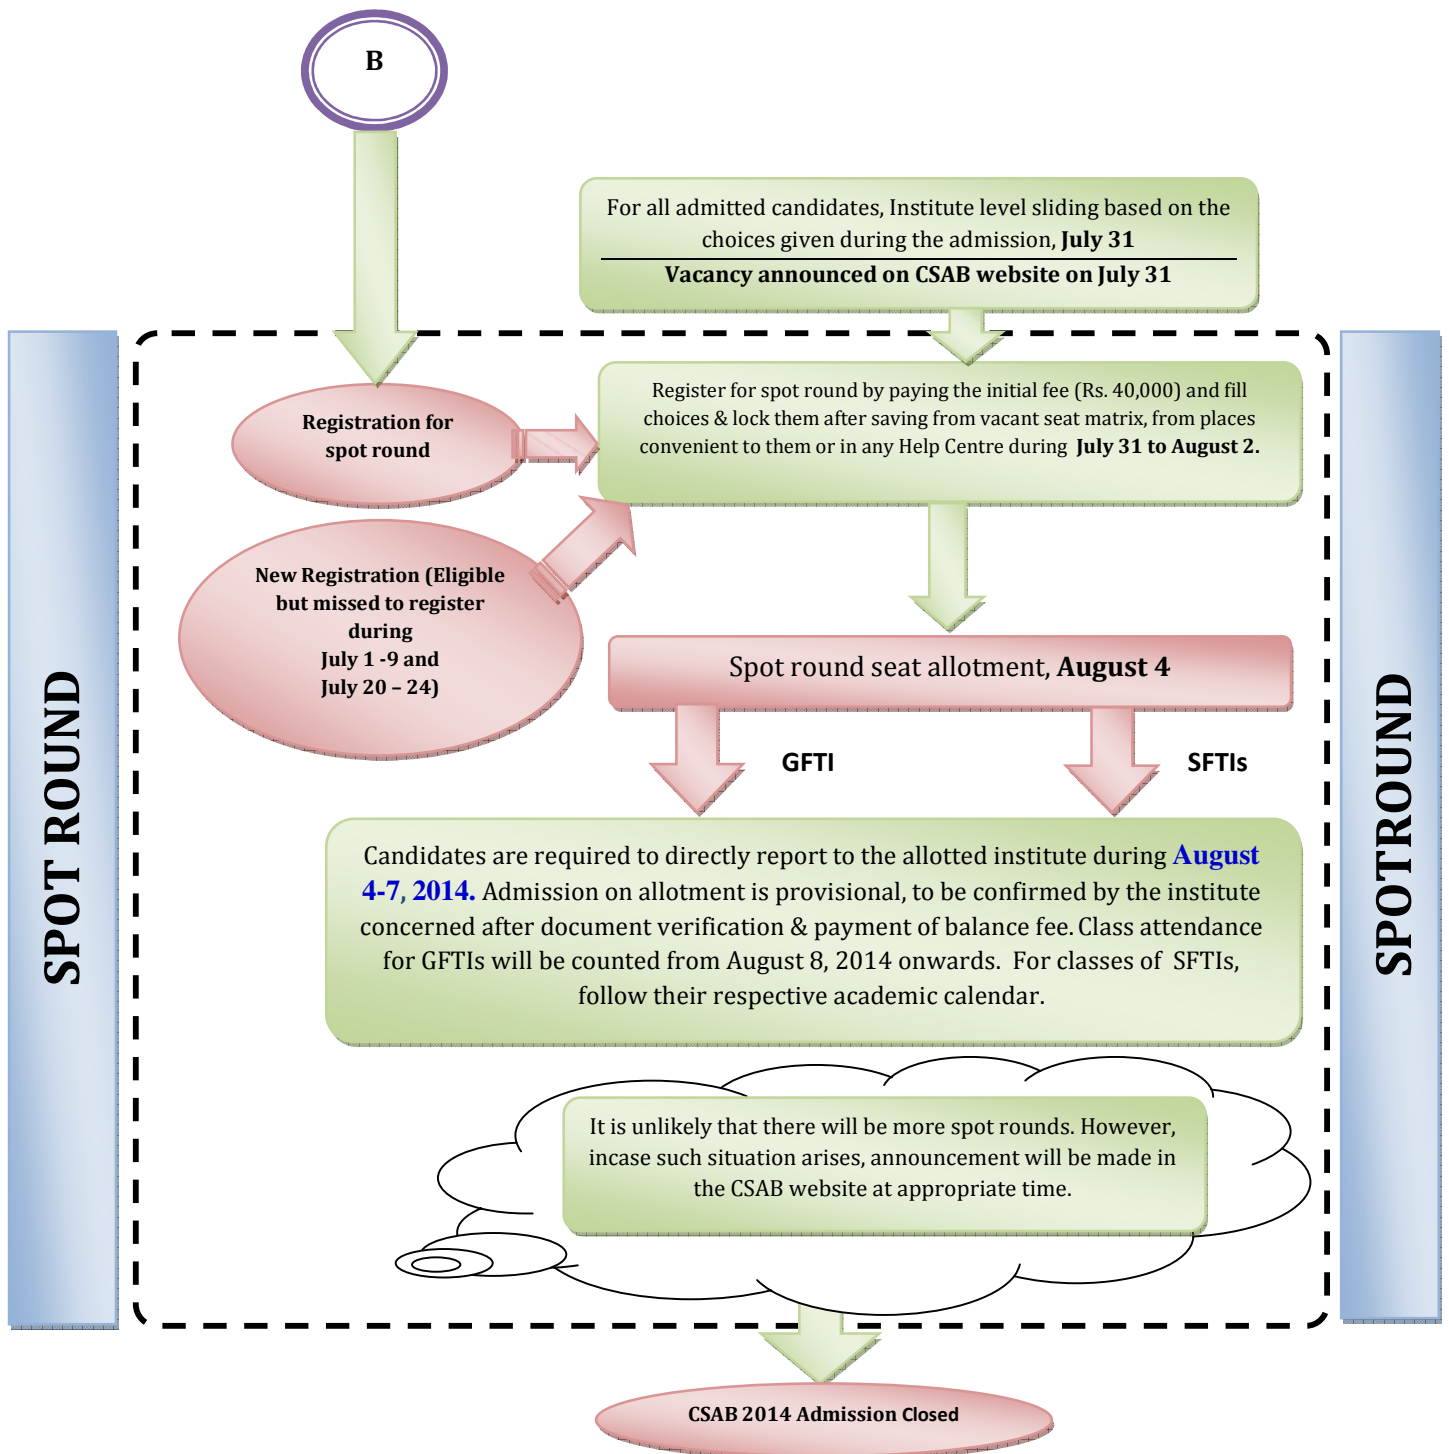 B
For all admitted candidates, Institute level sliding based on the
choices given during the admission, July 31
Vacancy announced on CSAB website on July 31
SPOT ROUND
SPOTROUND
Registration for
spot round
Register for spot round by paying the initial fee (Rs. 40,000) and fill
choices & lock them after saving from vacant seat matrix, from places
convenient to them or in any Help Centre during July 31 to August 2.
New Registration (Eligible
but missed to register
during
July 1 -9 and
July 20 – 24)
Spot round seat allotment, August 4
GFTI
SFTIs
Candidates are required to directly report to the allotted institute during August
4-7, 2014. Admission on allotment is provisional, to be confirmed by the institute
concerned after document verification & payment of balance fee. Class attendance
for GFTIs will be counted from August 8, 2014 onwards. For classes of SFTIs,
follow their respective academic calendar.
It is unlikely that there will be more spot rounds. However,
incase such situation arises, announcement will be made in
the CSAB website at appropriate time.
CSAB 2014 Admission Closed